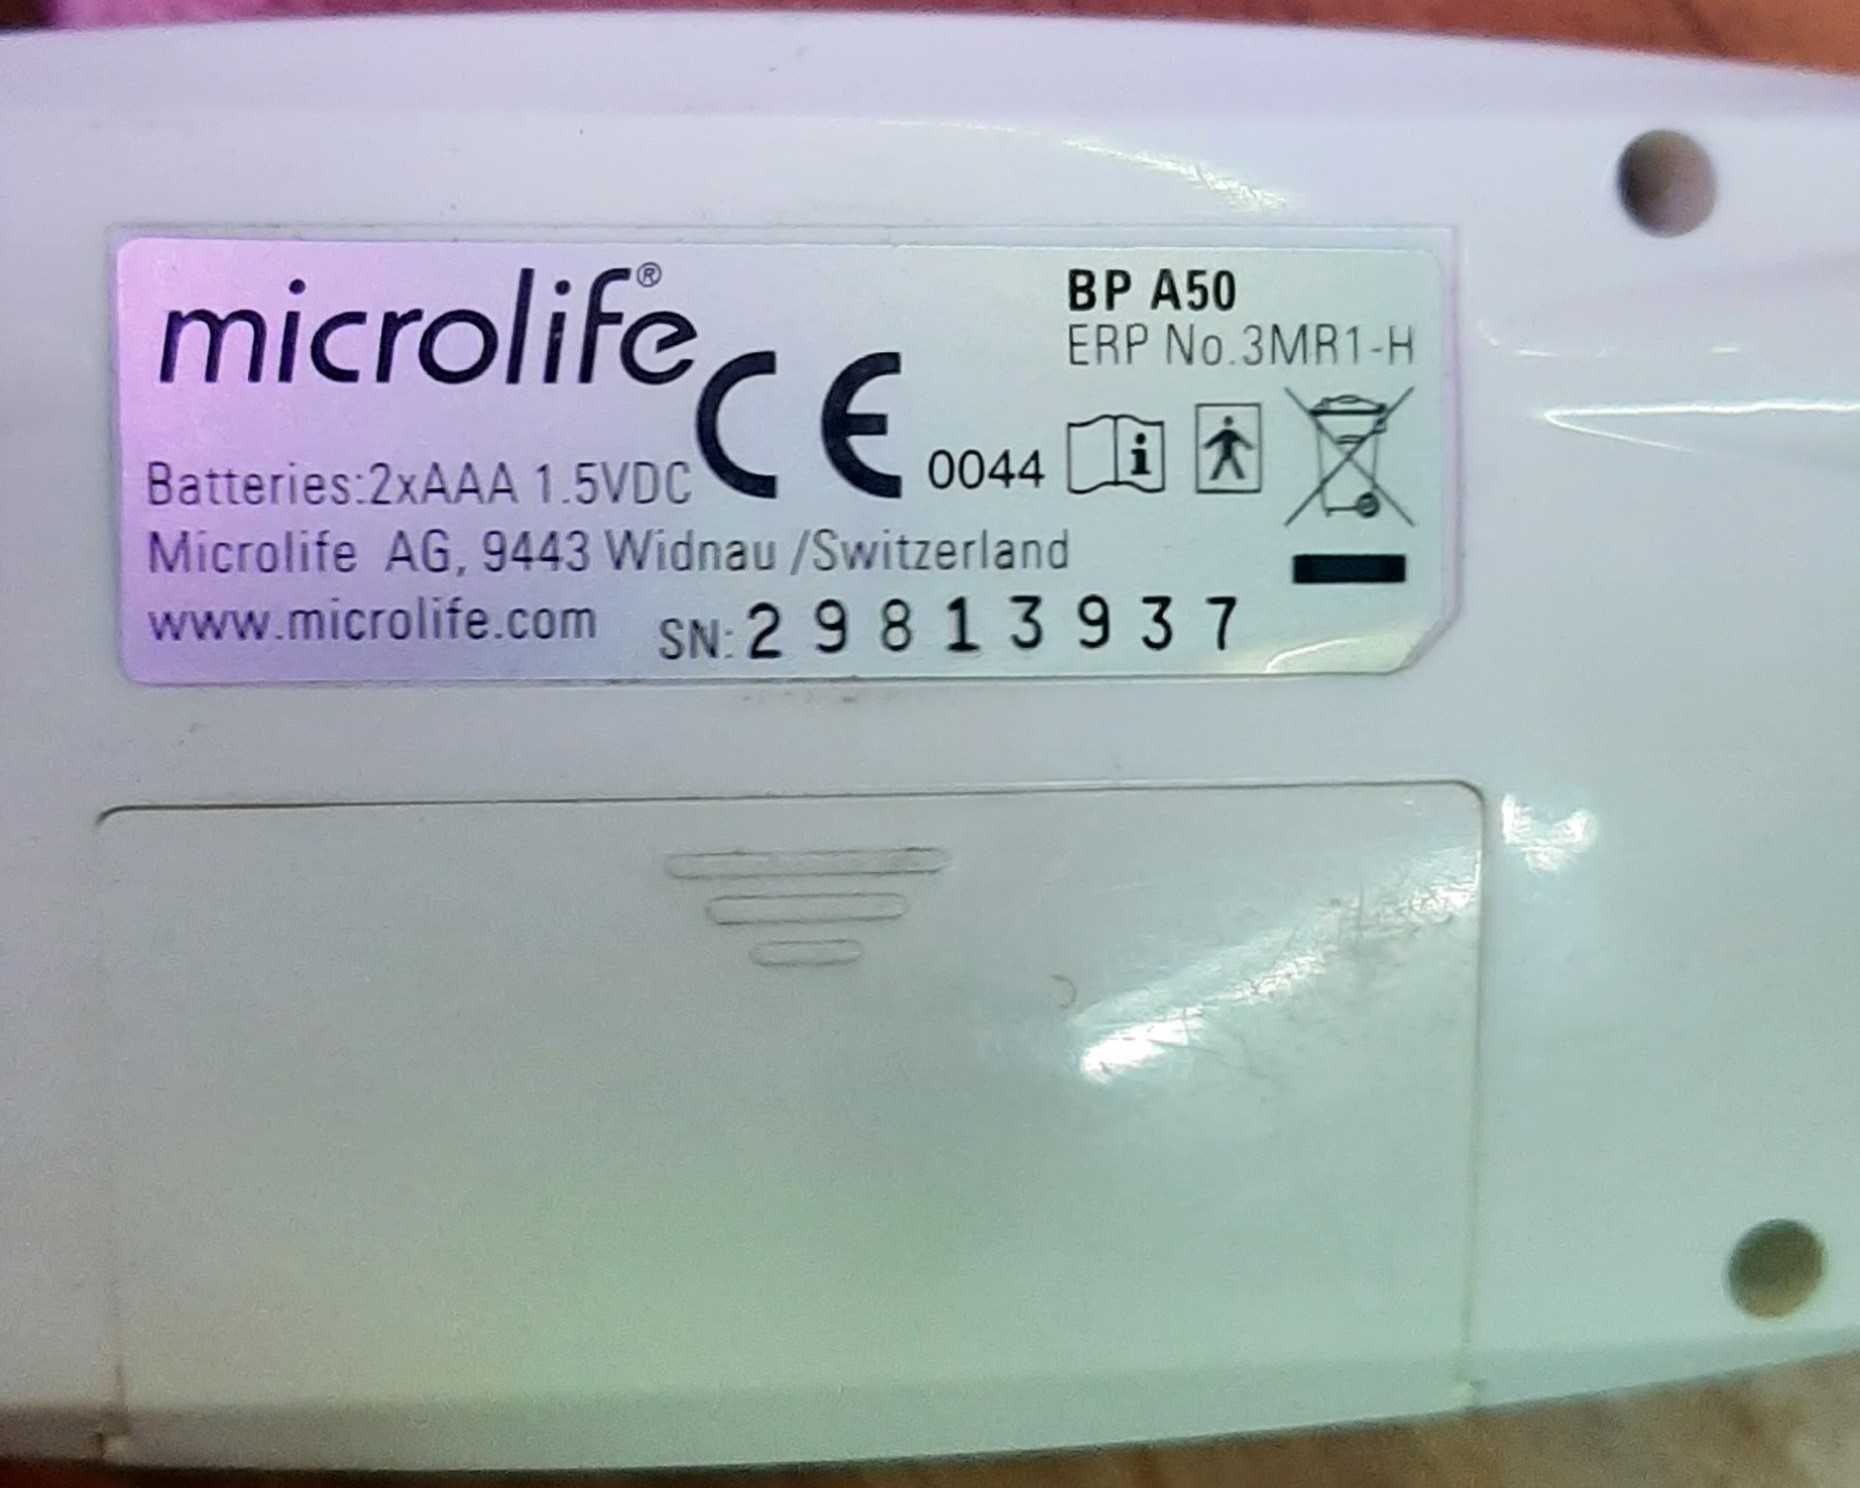 microlife®
BP A50
ERP No.3MR1-H
CE 0044
Batteries:2xAAA 1.5VDC
Microlife AG, 9443 Widnau /Switzerland
www.microlife.com SN: 29813937